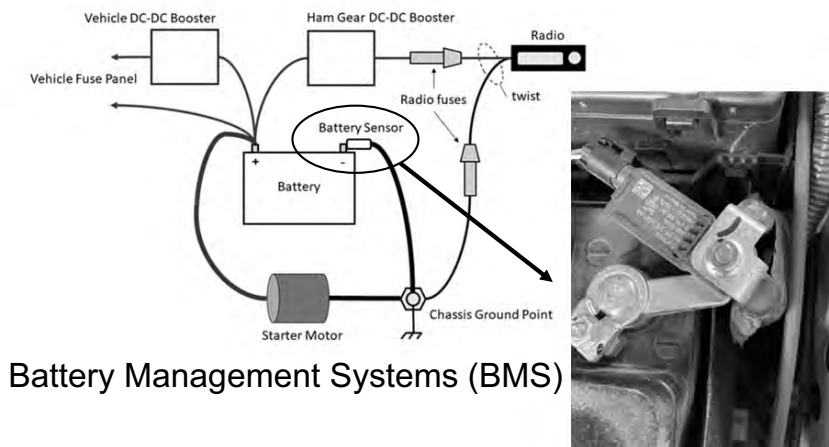 Vehicle DC-DC Booster
Ham Gear DC-DC Booster
Radio
Vehicle Fuse Panel
Radio fuses
twist
Battery Sensor
+
-
Battery
Starter Motor
Chassis Ground Point
Battery Management Systems (BMS)